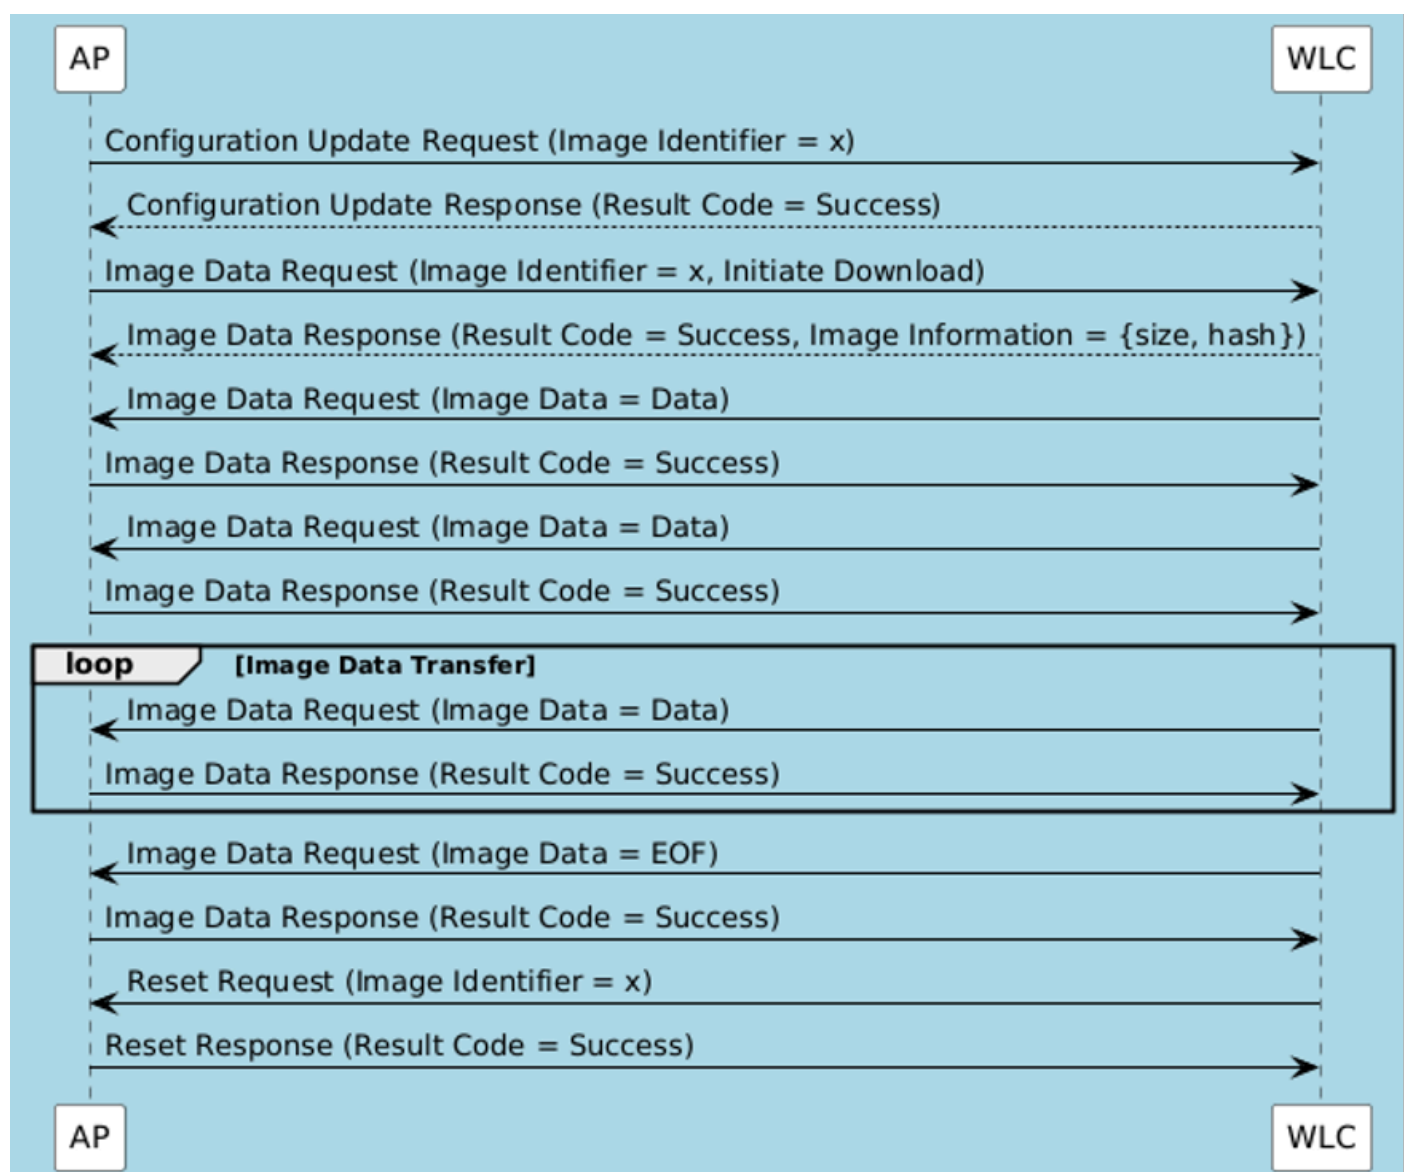 AP
WLC
Configuration Update Request (Image Identifier = x)
Configuration Update Response (Result Code = Success)
Image Data Request (Image Identifier = x, Initiate Download)
Image Data Response (Result Code = Success, Image Information = {size, hash})
Image Data Request (Image Data = Data)
Image Data Response (Result Code = Success)
Image Data Request (Image Data = Data)
Image Data Response (Result Code = Success)
loop [Image Data Transfer]
Image Data Request (Image Data = Data)
Image Data Response (Result Code = Success)
Image Data Request (Image Data = EOF)
Image Data Response (Result Code = Success)
Reset Request (Image Identifier = x)
Reset Response (Result Code = Success)
AP
WLC